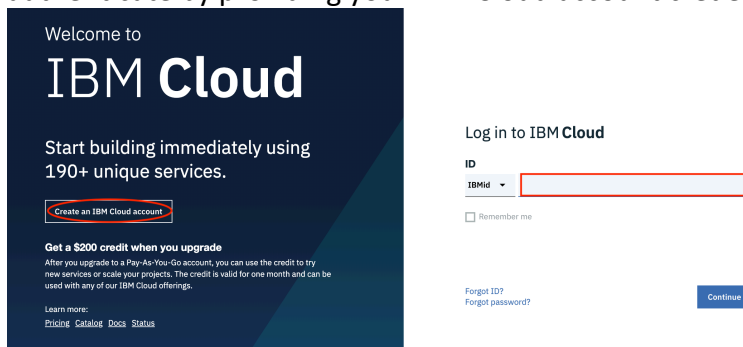 Welcome to
IBM Cloud
Start building immediately using
190+ unique services.
Create an IBM Cloud account
Get a $200 credit when you upgrade
After you upgrade to a Pay-As-You-Go account, you can use the credit to try
new services or scale your projects. The credit is valid for one month and can be
used with any of our IBM Cloud offerings.
Learn more:
Pricing Catalog Docs Status
Log in to IBM Cloud
ID
IBMid
Remember me
Forgot ID?
Forgot password?
Continue